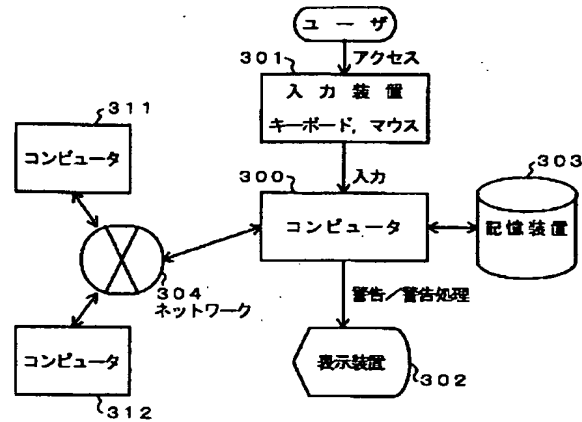 ユーザ
アクセス
301
入力装置
キーボード，マウス
311
コンピュータ
300
入力
303
コンピュータ
記憶装置
304
ネットワーク
警告／警告処理
コンピュータ
312
表示装置
302